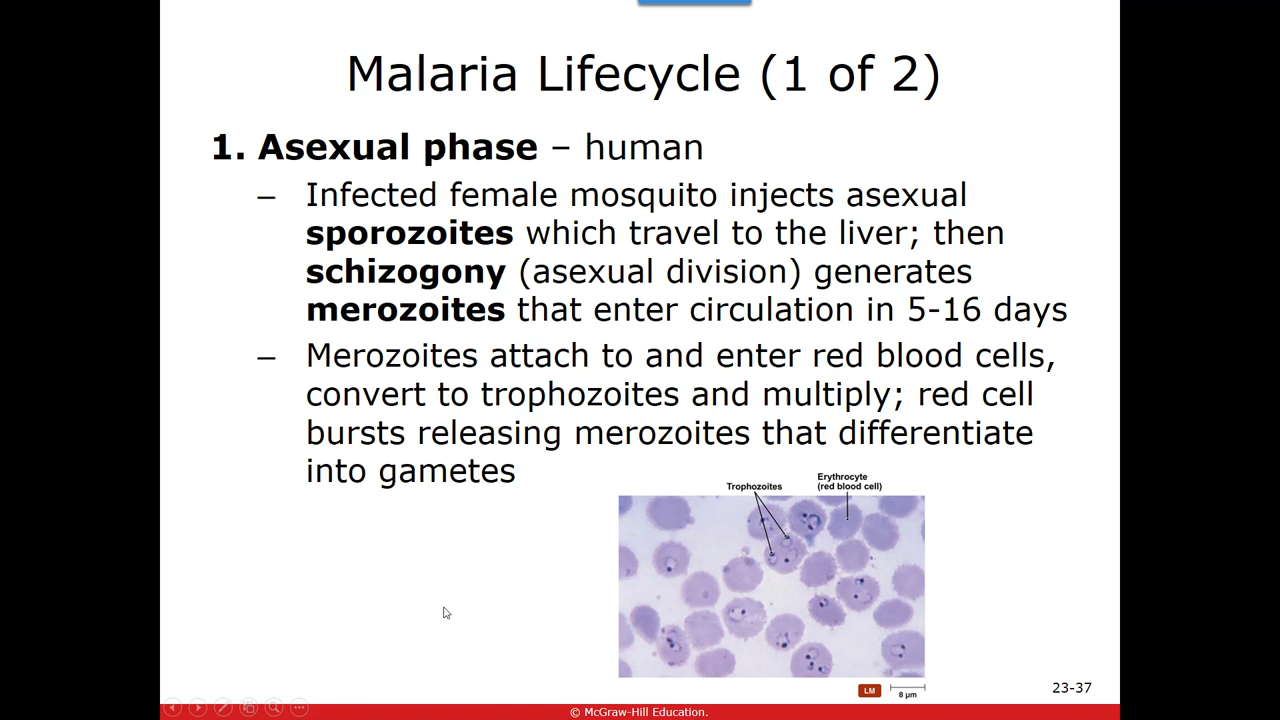 Malaria Lifecycle (1 of 2)
1. Asexual phase – human
– Infected female mosquito injects asexual
sporozoites which travel to the liver; then
schizogony (asexual division) generates
merozoites that enter circulation in 5-16 days
– Merozoites attach to and enter red blood cells,
convert to trophozoites and multiply; red cell
bursts releasing merozoites that differentiate
into gametes
Trophozoites
Erythrocyte
(red blood cell)
LM
8 µm
23-37
© McGraw-Hill Education.